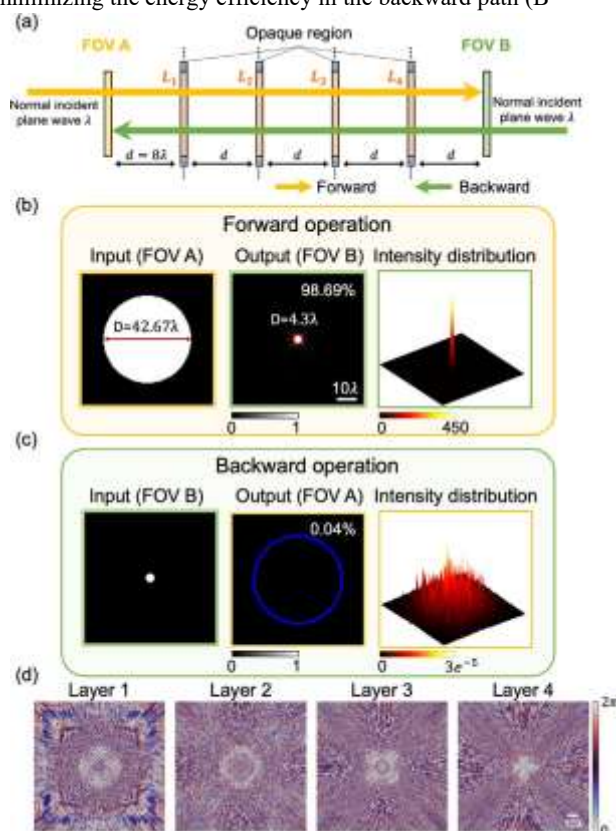 minimizing the energy efficiency in the backward path (B
(a)
FOV A
Opaque region
FOV B
L₁ L₂ L₃ L₄
Normal incident
plane wave λ
Normal incident
plane wave λ
d = 8λ d d d d
Forward Backward
(b)
Forward operation
Input (FOV A) Output (FOV B) Intensity distribution
98.69%
D=42.67λ
D=4.3λ
10λ
0 1 0 450
(c)
Backward operation
Input (FOV B) Output (FOV A) Intensity distribution
0.04%
0 1 0
(d)
Layer 1 Layer 2 Layer 3 Layer 4
2π
0